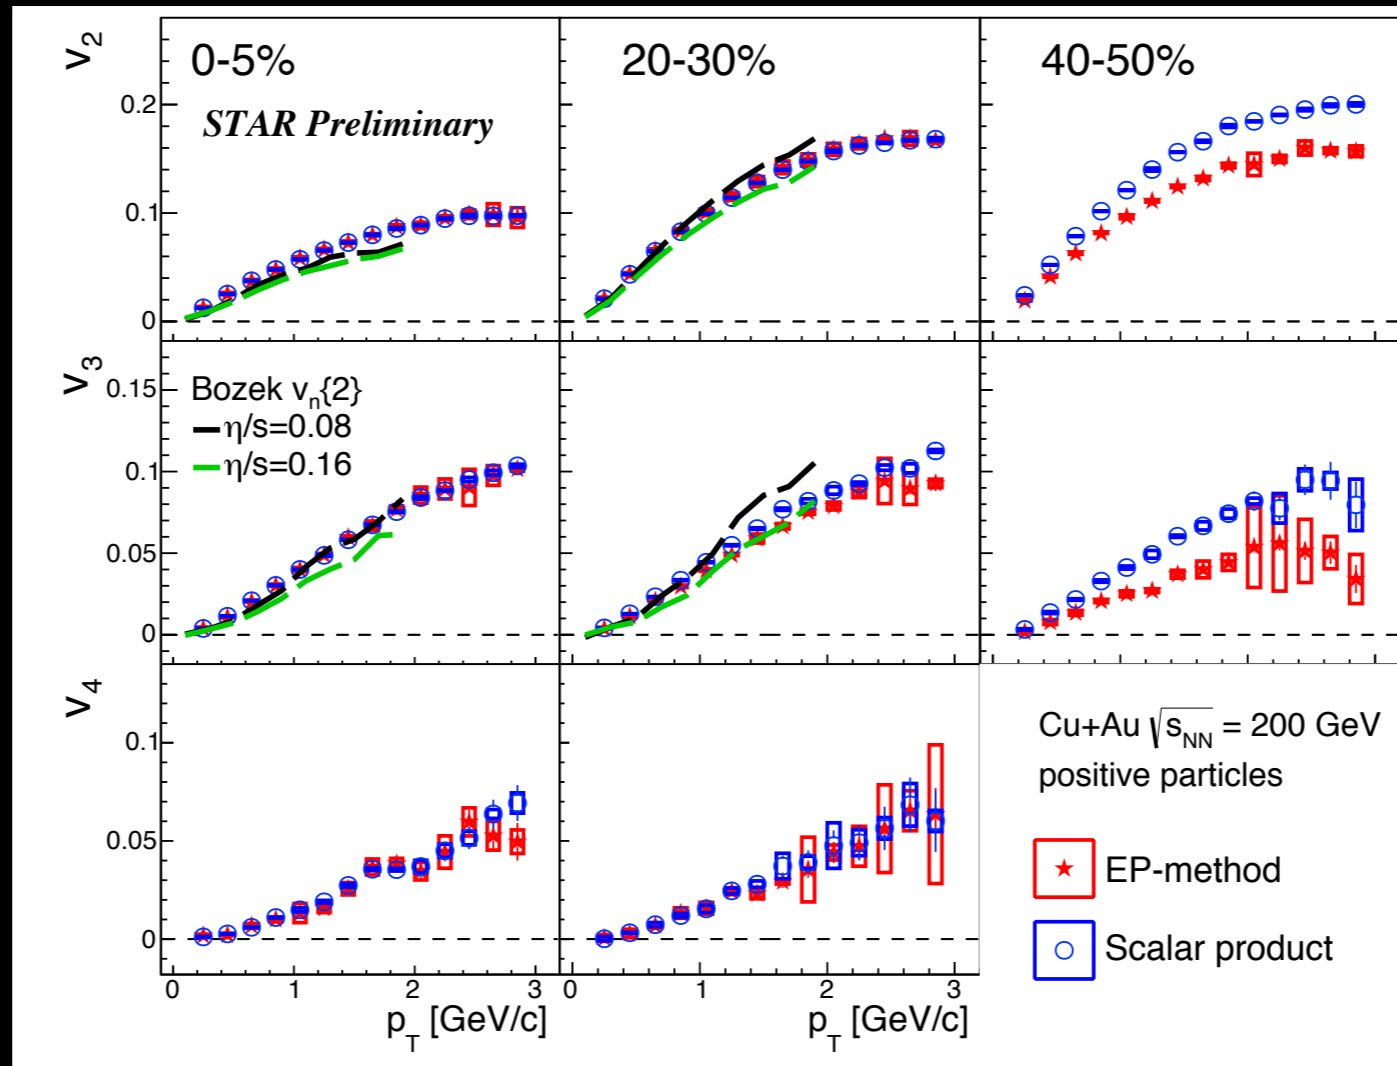 v2
0-5%
20-30%
40-50%
STAR Preliminary
0.2
0.1
0
v3
Bozek vn{2}
η/s=0.08
η/s=0.16
0.15
0.1
0.05
0
v4
0.1
0.05
0
Cu+Au √sNN = 200 GeV
positive particles
EP-method
Scalar product
0 1 2 3 0 1 2 3
pT [GeV/c] pT [GeV/c]